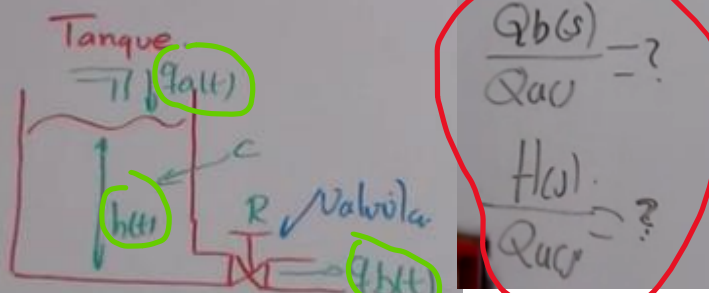 Tanque.
qa(t)
C
h(t)
R
Valvula
qb(t)
Qb(s)
Qa(s)
=?
H(s).
Qa(s)
= ?